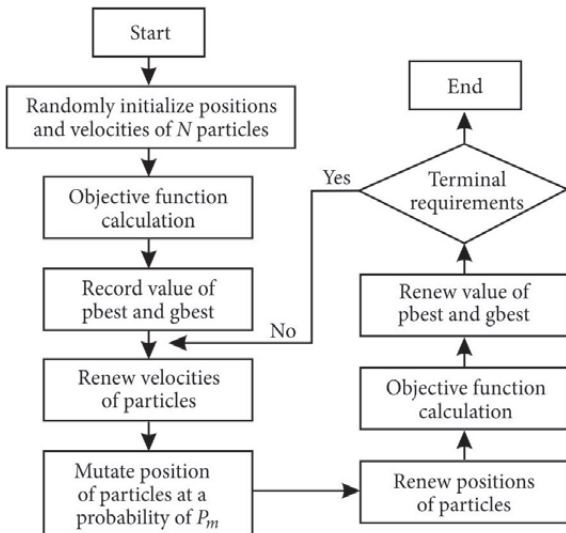 Start
Randomly initialize positions
and velocities of N particles
Objective function
calculation
Record value of
pbest and gbest
No
Renew velocities
of particles
Mutate position
of particles at a
probability of Pm
Renew positions
of particles
Objective function
calculation
Renew value of
pbest and gbest
Terminal
requirements
Yes
End